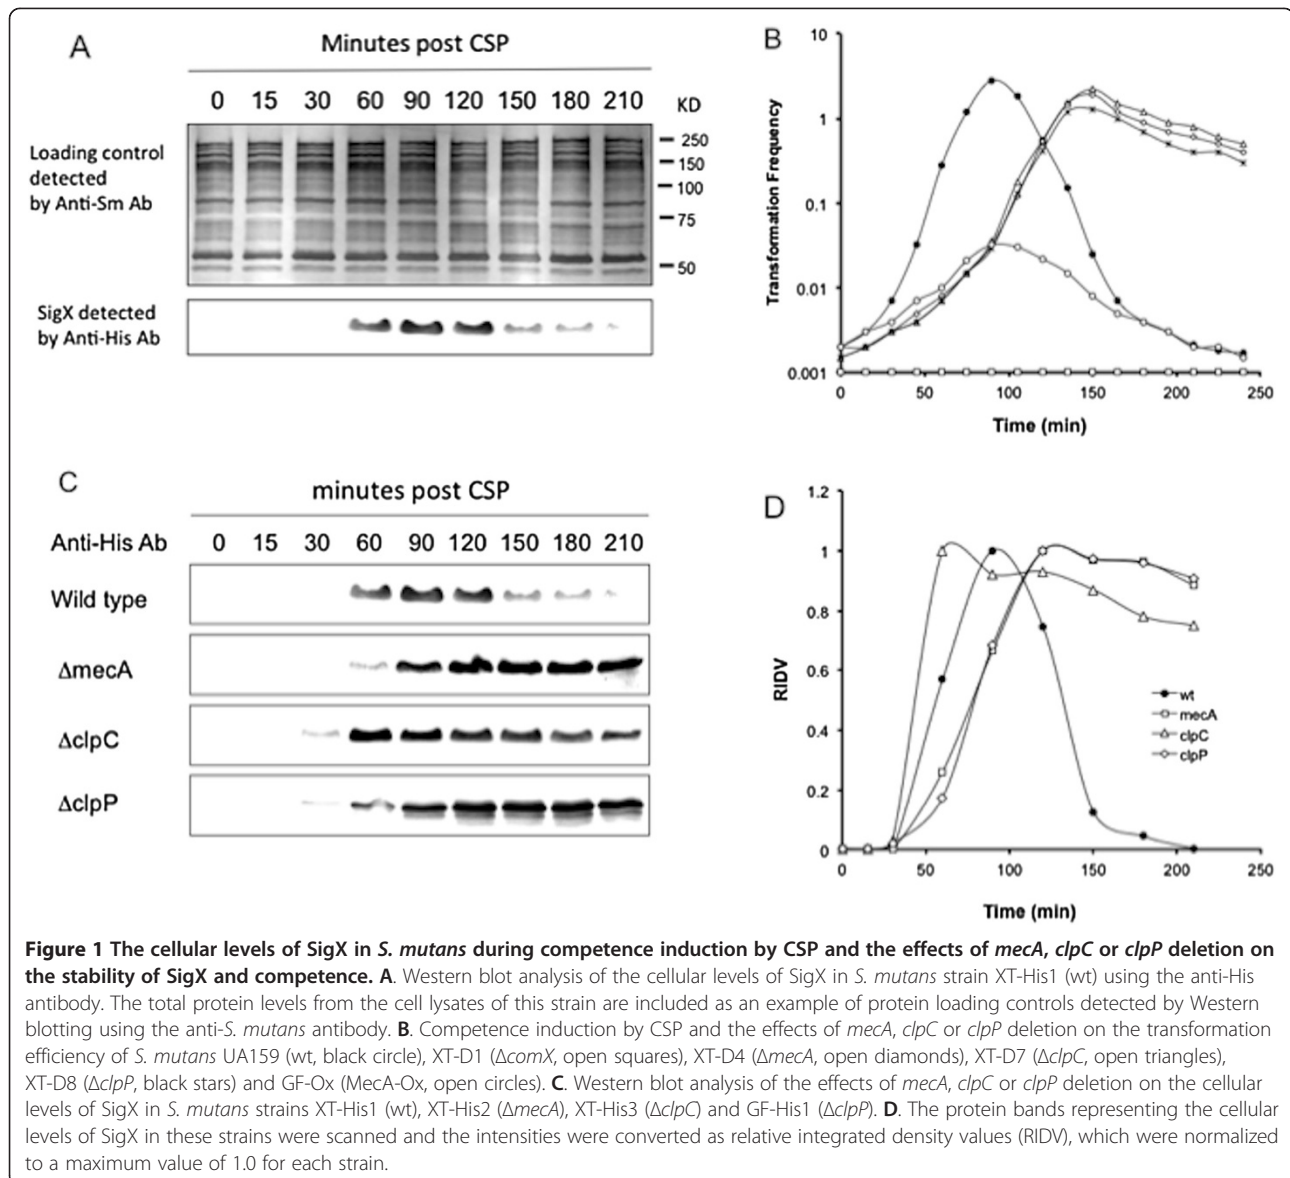 A
Minutes post CSP
0 15 30 60 90 120 150 180 210 KD
Loading control
detected
by Anti-Sm Ab
250
150
100
75
50
SigX detected
by Anti-His Ab
B
Transformation Frequency
10
1
0.1
0.01
0.001
0 50 100 150 200 250
Time (min)
C
minutes post CSP
Anti-His Ab 0 15 30 60 90 120 150 180 210
Wild type
ΔmecA
ΔclpC
ΔclpP
D
RIDV
1.2
1
0.8
0.6
0.4
0.2
0
wt
mecA
clpC
clpP
0 50 100 150 200 250
Time (min)
Figure 1 The cellular levels of SigX in S. mutans during competence induction by CSP and the effects of mecA, clpC or clpP deletion on
the stability of SigX and competence. A. Western blot analysis of the cellular levels of SigX in S. mutans strain XT-His1 (wt) using the anti-His
antibody. The total protein levels from the cell lysates of this strain are included as an example of protein loading controls detected by Western
blotting using the anti-S. mutans antibody. B. Competence induction by CSP and the effects of mecA, clpC or clpP deletion on the transformation
efficiency of S. mutans UA159 (wt, black circle), XT-D1 (ΔcomX, open squares), XT-D4 (ΔmecA, open diamonds), XT-D7 (ΔclpC, open triangles),
XT-D8 (ΔclpP, black stars) and GF-Ox (MecA-Ox, open circles). C. Western blot analysis of the effects of mecA, clpC or clpP deletion on the cellular
levels of SigX in S. mutans strains XT-His1 (wt), XT-His2 (ΔmecA), XT-His3 (ΔclpC) and GF-His1 (ΔclpP). D. The protein bands representing the cellular
levels of SigX in these strains were scanned and the intensities were converted as relative integrated density values (RIDV), which were normalized
to a maximum value of 1.0 for each strain.